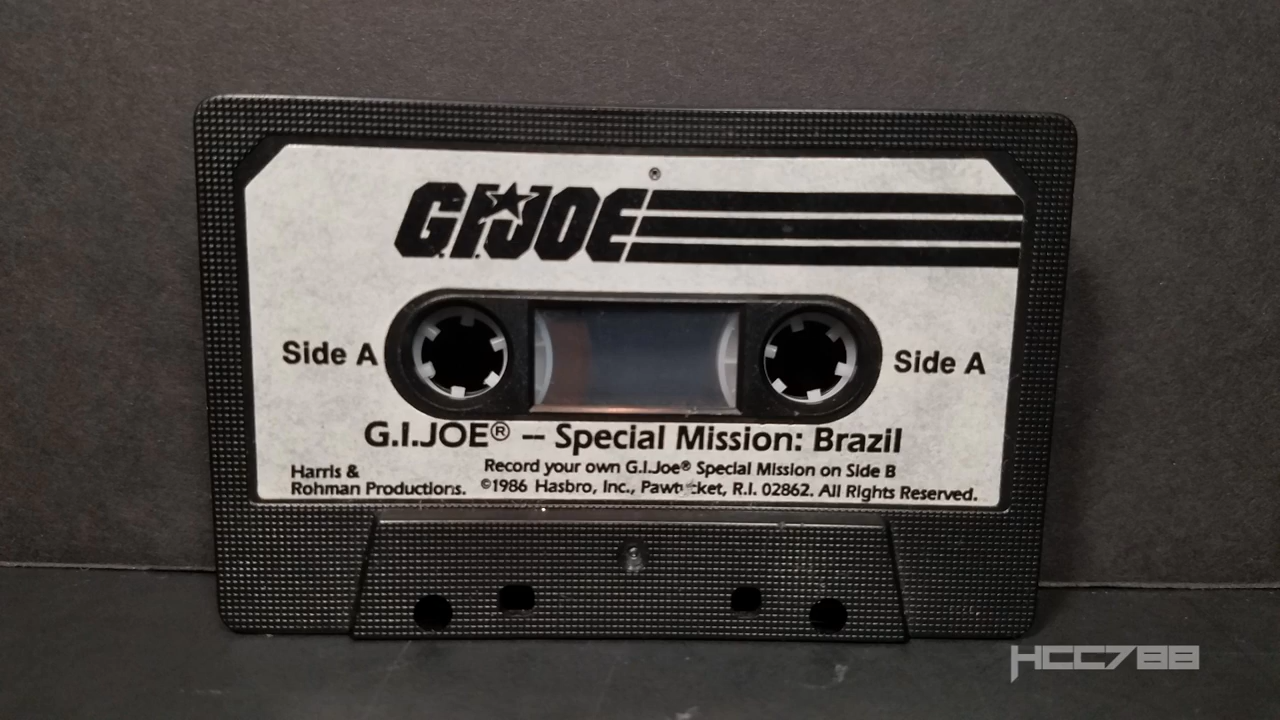 G.I.JOE
Side A
Side A
G.I.JOE® -- Special Mission: Brazil
Harris &
Rohman Productions.
Record your own G.I.Joe® Special Mission on Side B
©1986 Hasbro, Inc., Pawtucket, R.I. 02862. All Rights Reserved.
HCC788